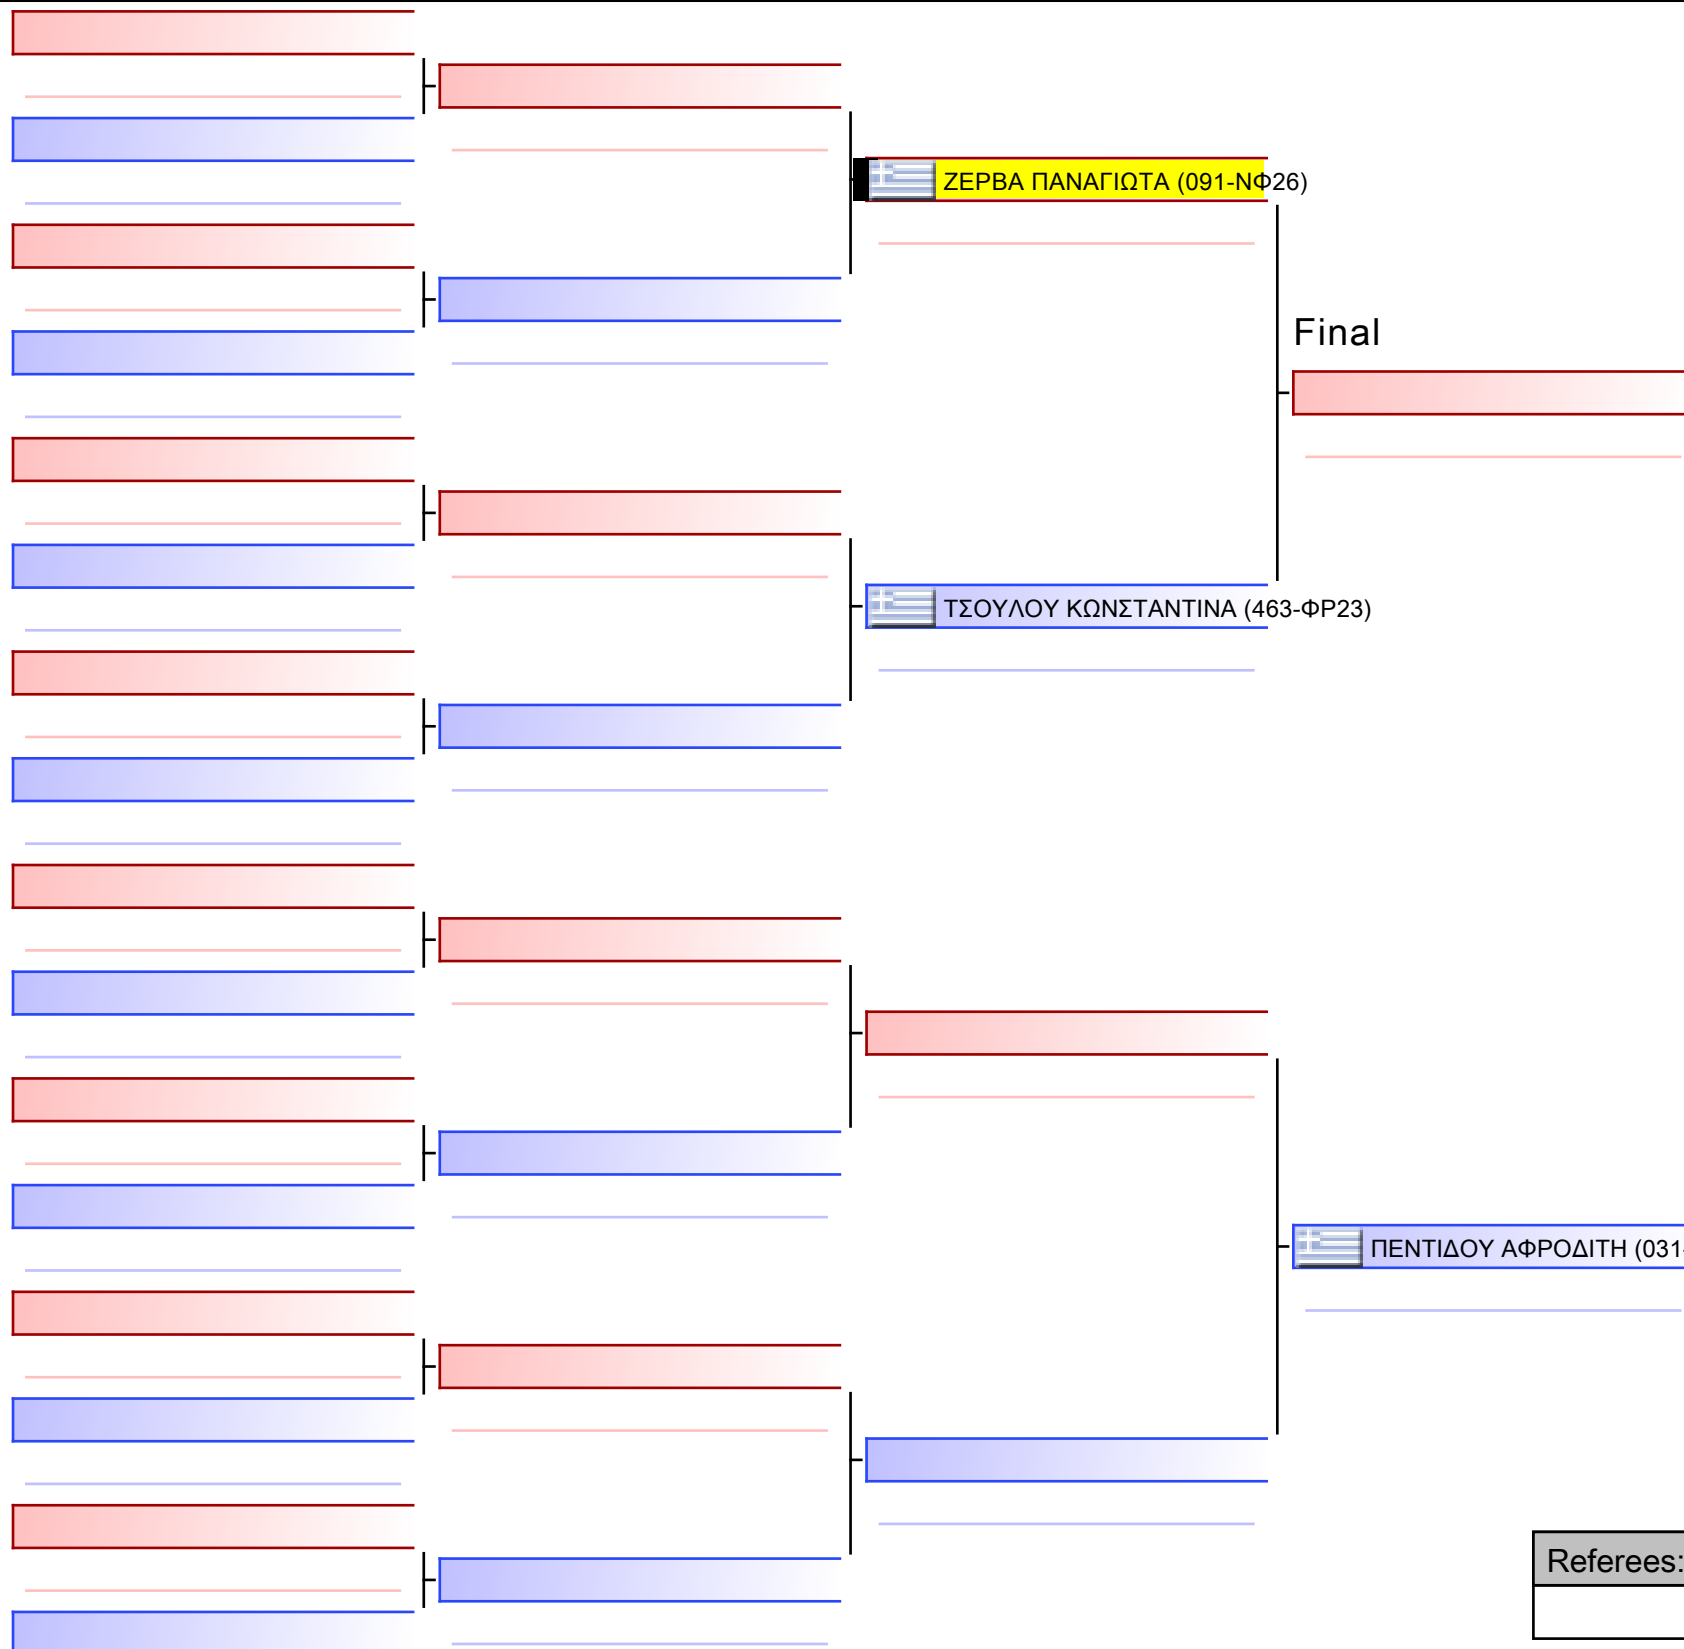 ΖΕΡΒΑ ΠΑΝΑΓΙΩΤΑ (091-ΝΦ26)
Final
ΤΣΟΥΛΟΥ ΚΩΝΣΤΑΝΤΙΝΑ (463-ΦΡ23)
ΠΕΝΤΙΔΟΥ ΑΦΡΟΔΙΤΗ (031-
Referees: